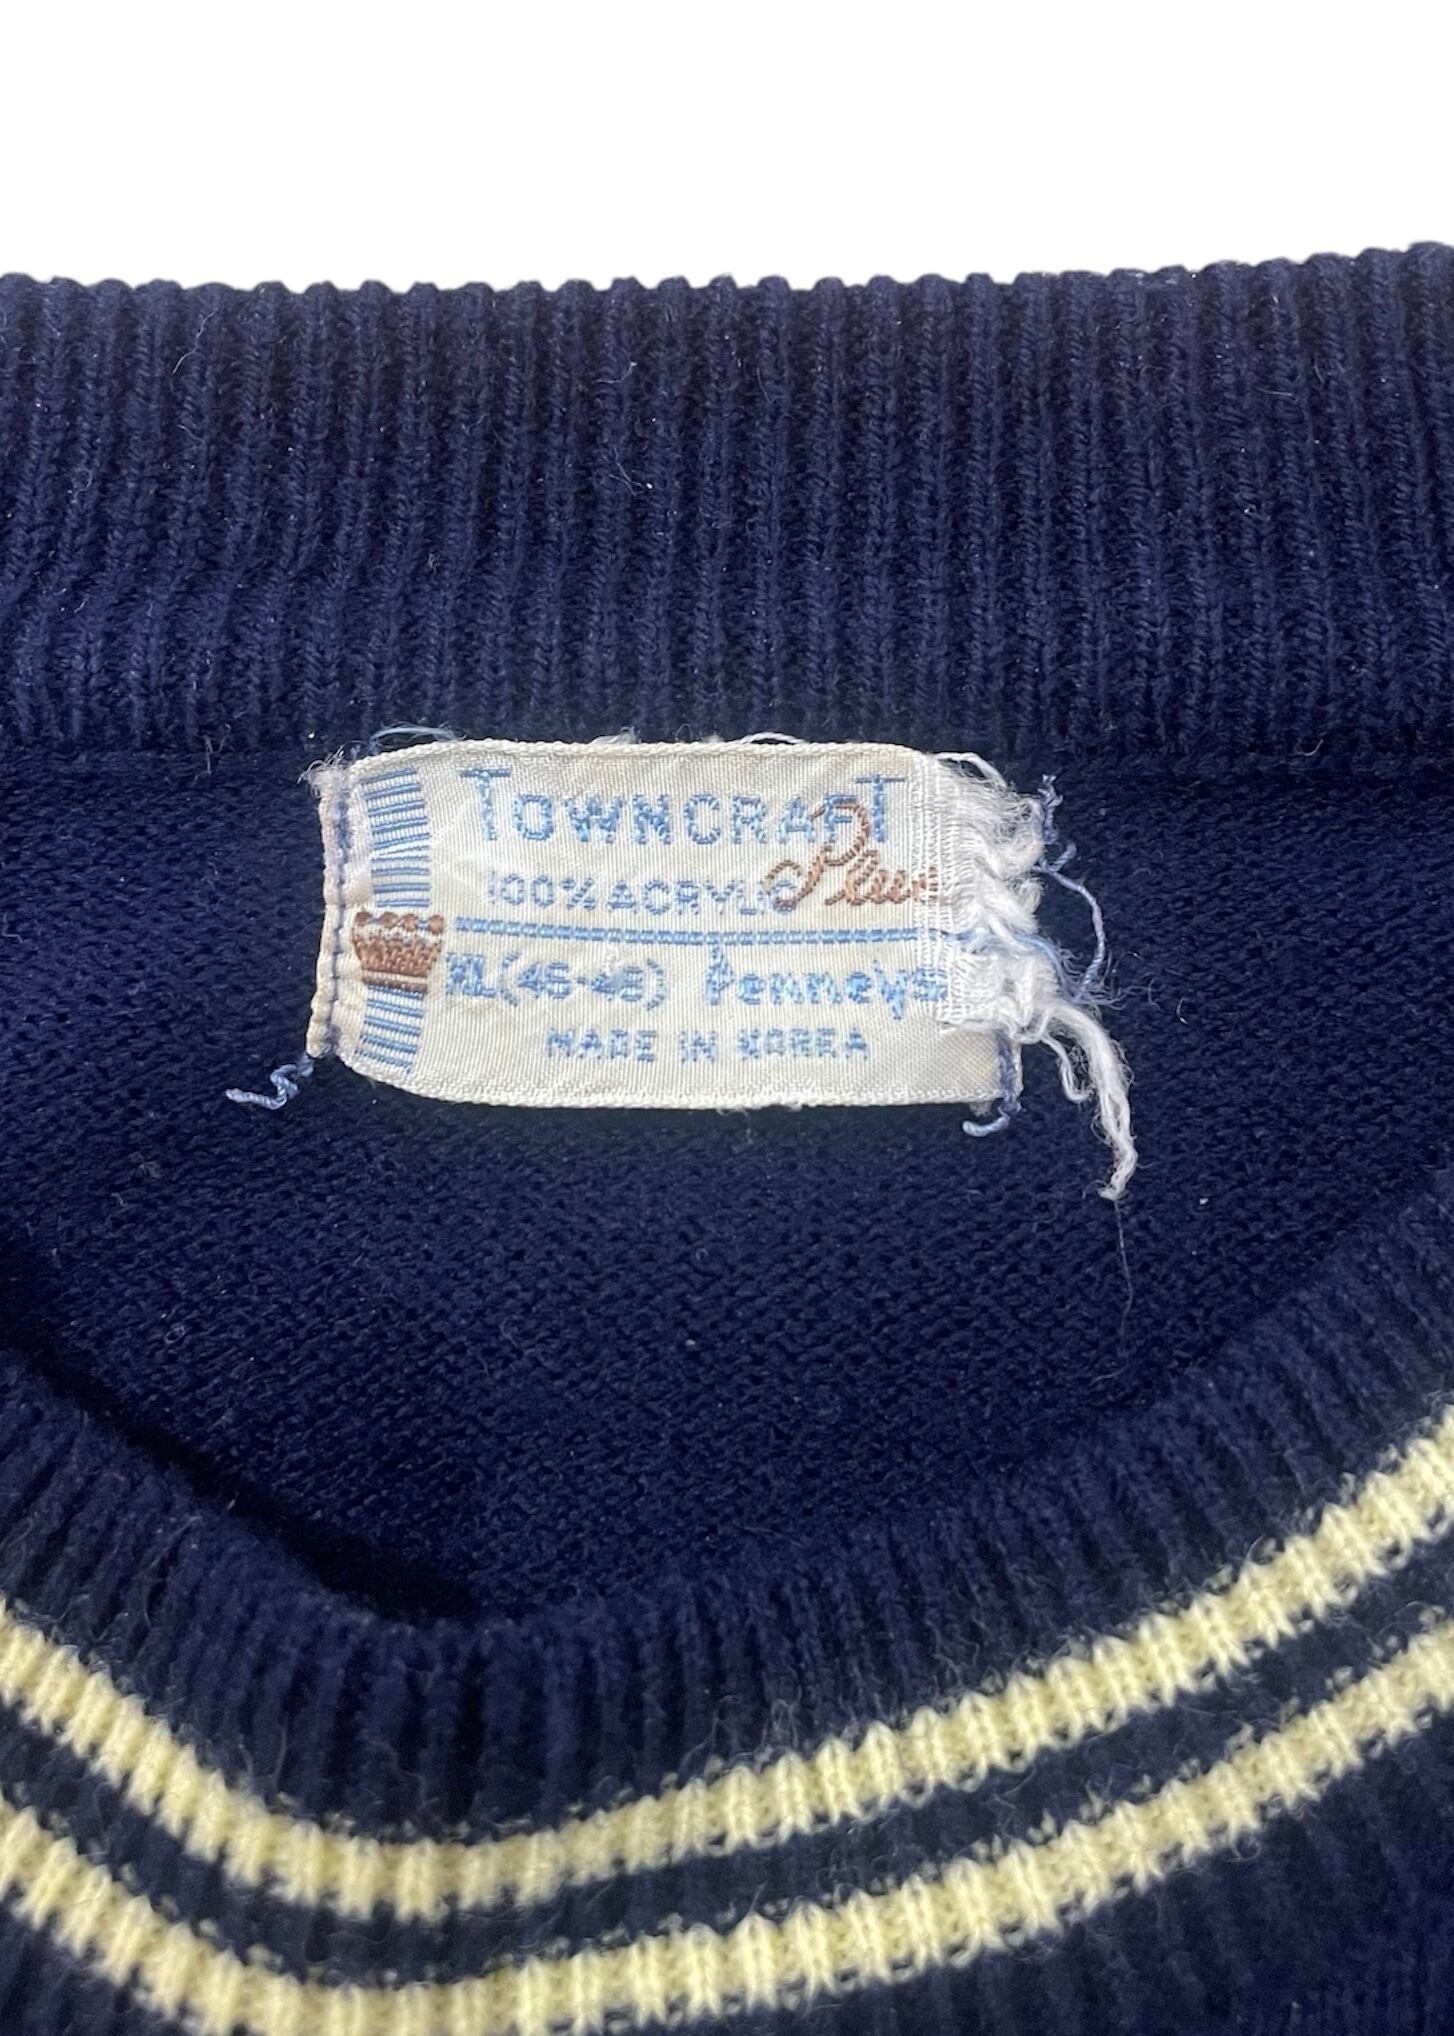 TOWNCRAFT
Plus
100% ACRYLIC
XL(46-48) Penneys
MADE IN KOREA